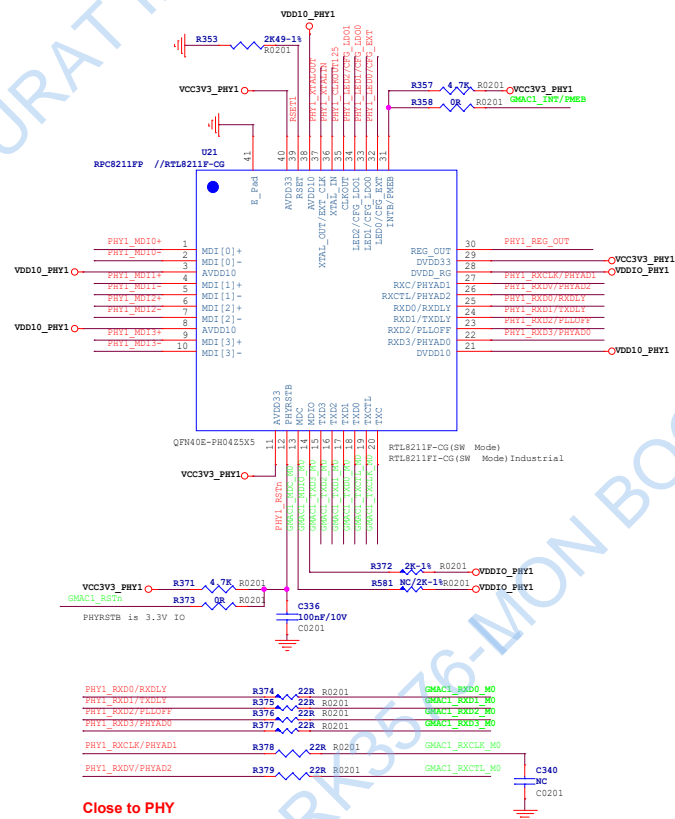 VDD10_PHY1
R353 2K49-1%
R0201
VCC3V3_PHY1
RSET1
PHY1_XTALOUT
PHY1_XTALIN
PHY1_CLKOUT125
PHY1_LED2/CFG_LDO1
PHY1_LED1/CFG_LDO0
PHY1_LED0/CFG_EXT
R357 4.7K R0201 VCC3V3_PHY1
R358 0R R0201 GMAC1_INT/PMEB
U21
RPC8211FP //RTL8211F-CG
41 40 39 38 37 36 35 34 33 32 31
E_Pad
AVDD33
RSET
AVDD10
XTAL_OUT/EXT_CLK
XTAL_IN
CLKOUT
LED2/CFG_LDO1
LED1/CFG_LDO0
LED0/CFG_EXT
INTB/PMEB
PHY1_MDI0+ 1 MDI[0]+
PHY1_MDI0- 2 MDI[0]-
VDD10_PHY1 3 AVDD10
PHY1_MDI1+ 4 MDI[1]+
PHY1_MDI1- 5 MDI[1]-
PHY1_MDI2+ 6 MDI[2]+
PHY1_MDI2- 7 MDI[2]-
VDD10_PHY1 8 AVDD10
PHY1_MDI3+ 9 MDI[3]+
PHY1_MDI3- 10 MDI[3]-
REG_OUT 30 PHY1_REG_OUT
DVDD33 29 VCC3V3_PHY1
DVDD_RG 28 VDDIO_PHY1
RXC/PHYAD1 27 PHY1_RXCLK/PHYAD1
RXCTL/PHYAD2 26 PHY1_RXDV/PHYAD2
RXD0/RXDLY 25 PHY1_RXD0/RXDLY
RXD1/TXDLY 24 PHY1_RXD1/TXDLY
RXD2/PLLOFF 23 PHY1_RXD2/PLLOFF
RXD3/PHYAD0 22 PHY1_RXD3/PHYAD0
DVDD10 21 VDD10_PHY1
AVDD33
PHYRSTB
MDC
MDIO
TXD3
TXD2
TXD1
TXD0
TXCTL
TXC
11 12 13 14 15 16 17 18 19 20
QFN40E-PH04Z5X5
RTL8211F-CG(SW Mode)
RTL8211FI-CG(SW Mode)Industrial
VCC3V3_PHY1
PHY1_RSTn
GMAC1_MDC_M0
GMAC1_MDIO_M0
GMAC1_TXD3_M0
GMAC1_TXD2_M0
GMAC1_TXD1_M0
GMAC1_TXD0_M0
GMAC1_TXCTL_M0
GMAC1_TXCLK_M0
R372 2K-1% R0201 VDDIO_PHY1
R581 NC/2K-1% R0201 VDDIO_PHY1
VCC3V3_PHY1 R371 4.7K R0201
GMAC1_RSTn R373 0R R0201
PHYRSTB is 3.3V IO
C336
100nF/10V
C0201
PHY1_RXD0/RXDLY R374 22R R0201 GMAC1_RXD0_M0
PHY1_RXD1/TXDLY R375 22R R0201 GMAC1_RXD1_M0
PHY1_RXD2/PLLOFF R376 22R R0201 GMAC1_RXD2_M0
PHY1_RXD3/PHYAD0 R377 22R R0201 GMAC1_RXD3_M0
PHY1_RXCLK/PHYAD1 R378 22R R0201 GMAC1_RXCLK_M0
PHY1_RXDV/PHYAD2 R379 22R R0201 GMAC1_RXCTL_M0
C340
NC
C0201
Close to PHY